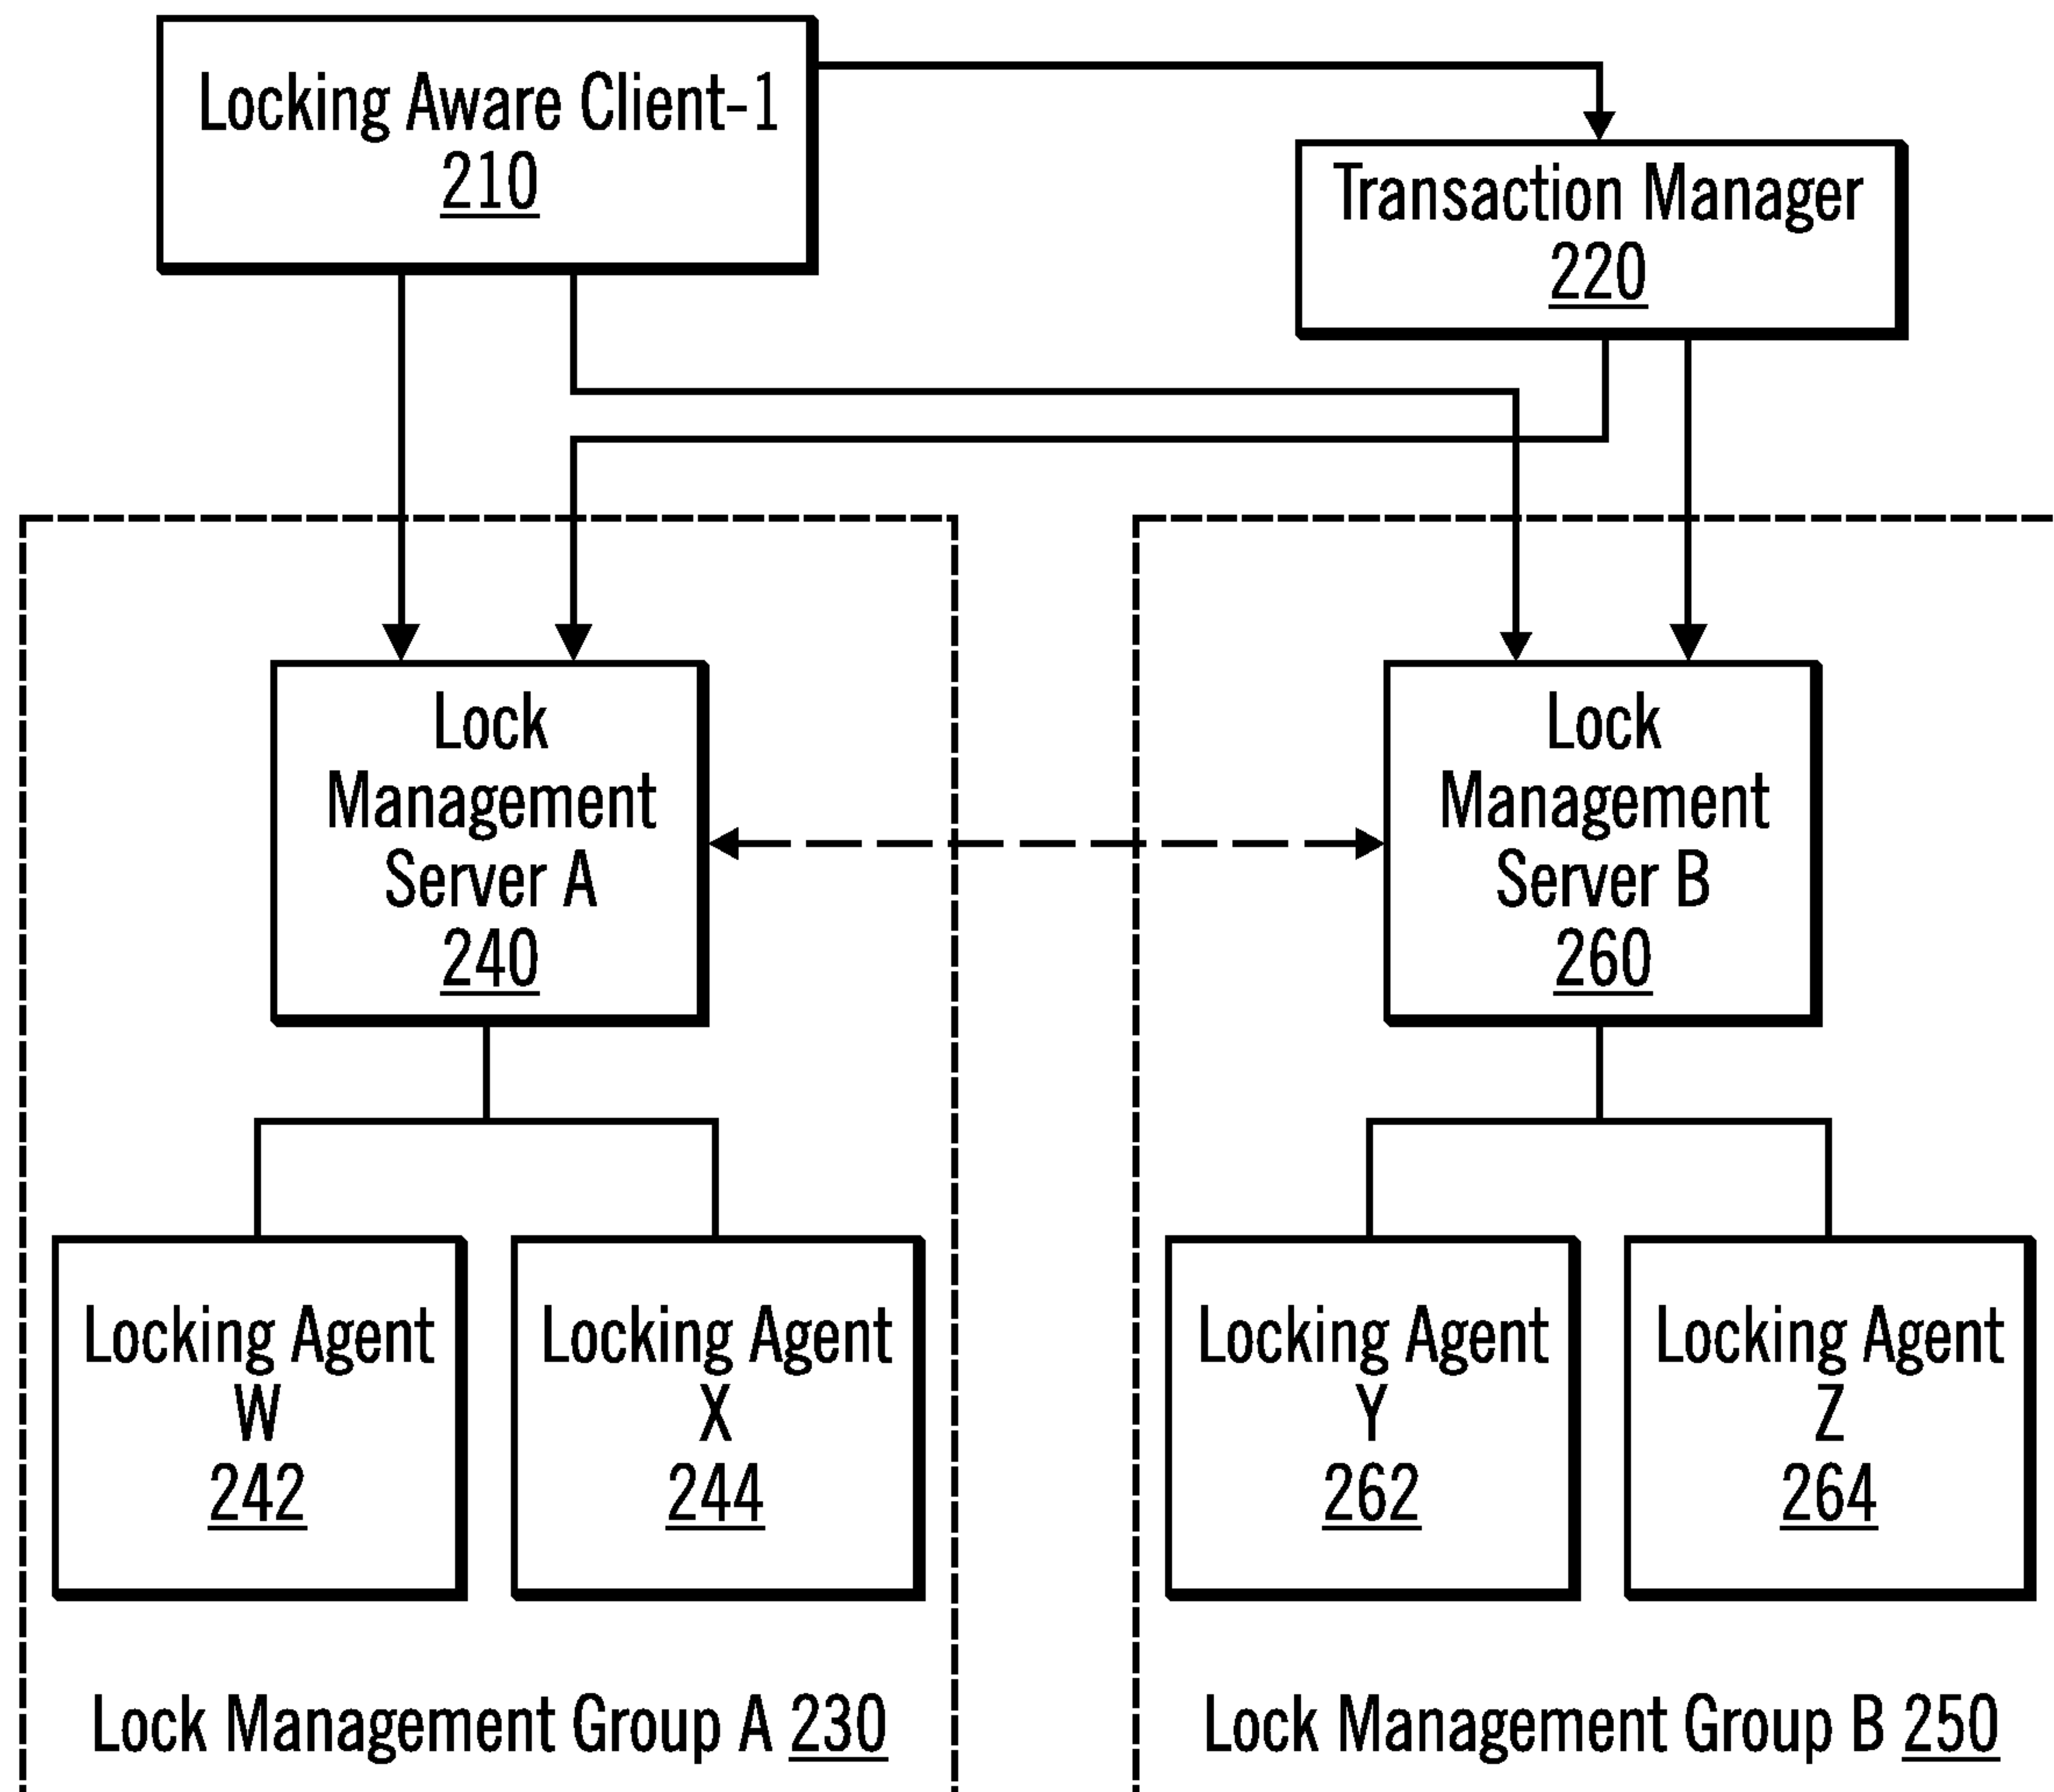 Locking Aware Client-1
210
Transaction Manager
220
Lock
Management
Server A
240
Lock
Management
Server B
260
Locking Agent
W
242
Locking Agent
X
244
Locking Agent
Y
262
Locking Agent
Z
264
Lock Management Group A 230
Lock Management Group B 250